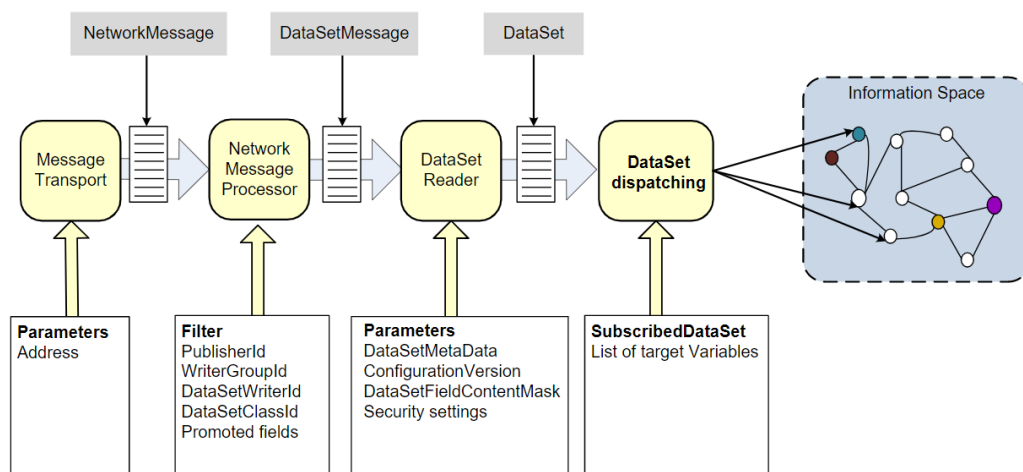 NetworkMessage
DataSetMessage
DataSet
Information Space
Message
Transport
Network
Message
Processor
DataSet
Reader
DataSet
dispatching
Parameters
Address
Filter
PublisherId
WriterGroupId
DataSetWriterId
DataSetClassId
Promoted fields
Parameters
DataSetMetaData
ConfigurationVersion
DataSetFieldContentMask
Security settings
SubscribedDataSet
List of target Variables